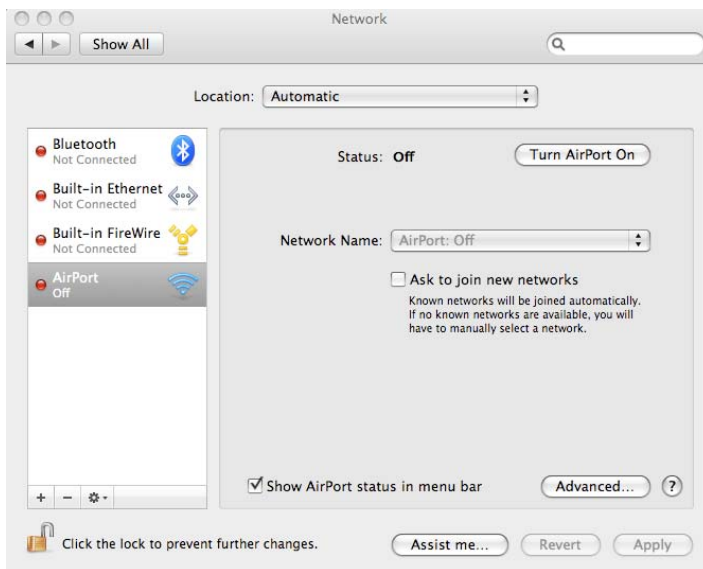 Network
Show All
Location: Automatic
Bluetooth
Not Connected
Built-in Ethernet
Not Connected
Built-in FireWire
Not Connected
AirPort
Off
Status: Off
Turn AirPort On
Network Name: AirPort: Off
Ask to join new networks
Known networks will be joined automatically.
If no known networks are available, you will
have to manually select a network.
Show AirPort status in menu bar
Advanced...
?
Click the lock to prevent further changes.
Assist me...
Revert
Apply